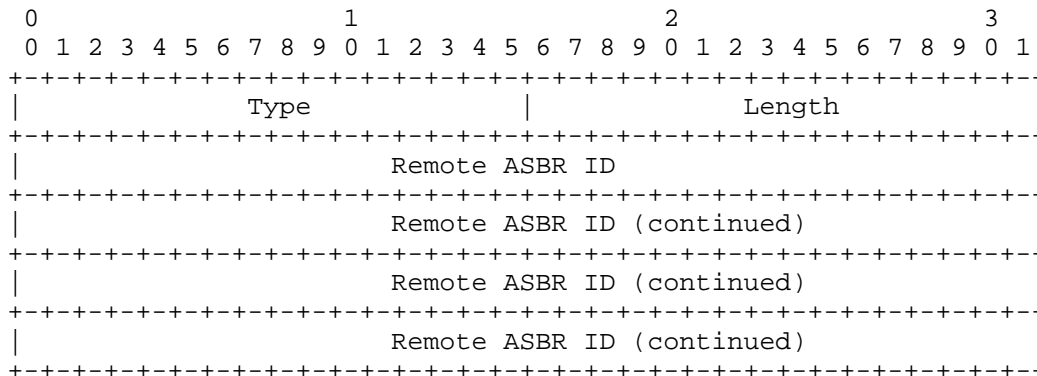 0                   1                   2                   3
0 1 2 3 4 5 6 7 8 9 0 1 2 3 4 5 6 7 8 9 0 1 2 3 4 5 6 7 8 9 0 1
+-+-+-+-+-+-+-+-+-+-+-+-+-+-+-+-+-+-+-+-+-+-+-+-+-+-+-+-+-+-+-+-
|              Type             |             Length
+-+-+-+-+-+-+-+-+-+-+-+-+-+-+-+-+-+-+-+-+-+-+-+-+-+-+-+-+-+-+-+-
|                       Remote ASBR ID
+-+-+-+-+-+-+-+-+-+-+-+-+-+-+-+-+-+-+-+-+-+-+-+-+-+-+-+-+-+-+-+-
|                       Remote ASBR ID (continued)
+-+-+-+-+-+-+-+-+-+-+-+-+-+-+-+-+-+-+-+-+-+-+-+-+-+-+-+-+-+-+-+-
|                       Remote ASBR ID (continued)
+-+-+-+-+-+-+-+-+-+-+-+-+-+-+-+-+-+-+-+-+-+-+-+-+-+-+-+-+-+-+-+-
|                       Remote ASBR ID (continued)
+-+-+-+-+-+-+-+-+-+-+-+-+-+-+-+-+-+-+-+-+-+-+-+-+-+-+-+-+-+-+-+-